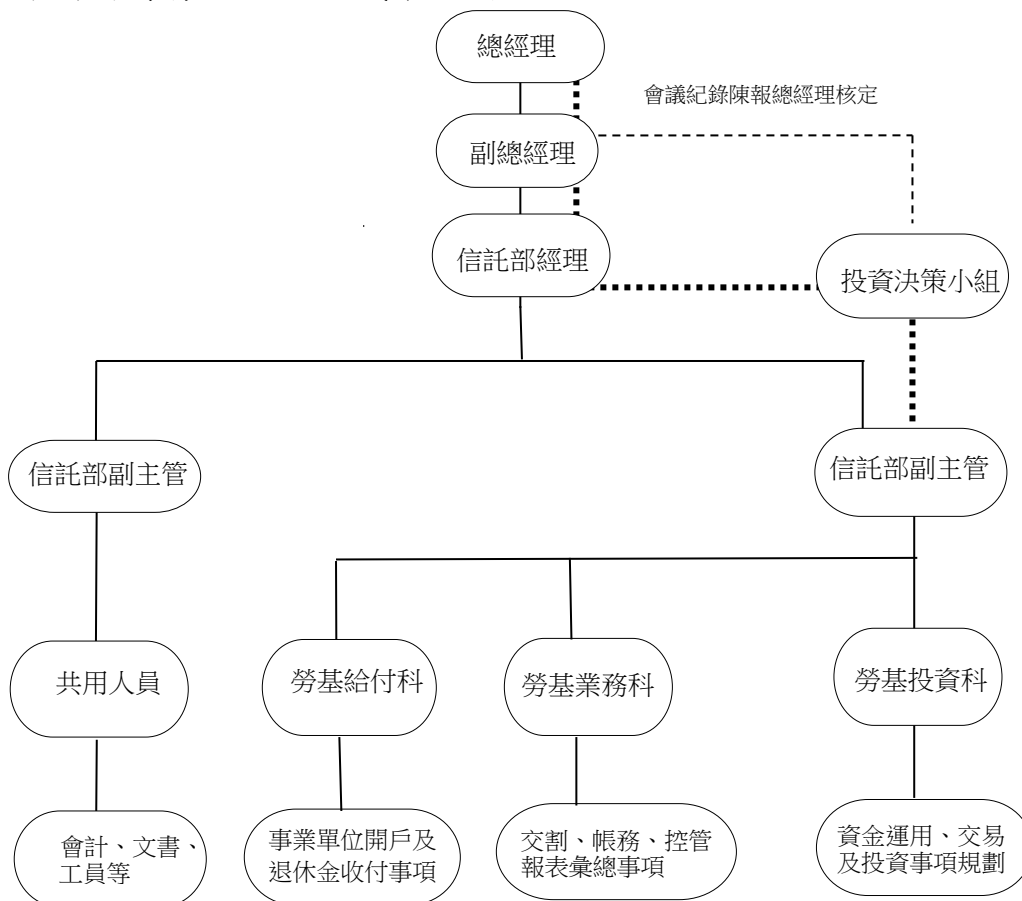 總經理
會議紀錄陳報總經理核定
副總經理
信託部經理
投資決策小組
信託部副主管
信託部副主管
共用人員
勞基給付科
勞基業務科
勞基投資科
會計、文書、
工員等
事業單位開戶及
退休金收付事項
交割、帳務、控管
報表彙總事項
資金運用、交易
及投資事項規劃